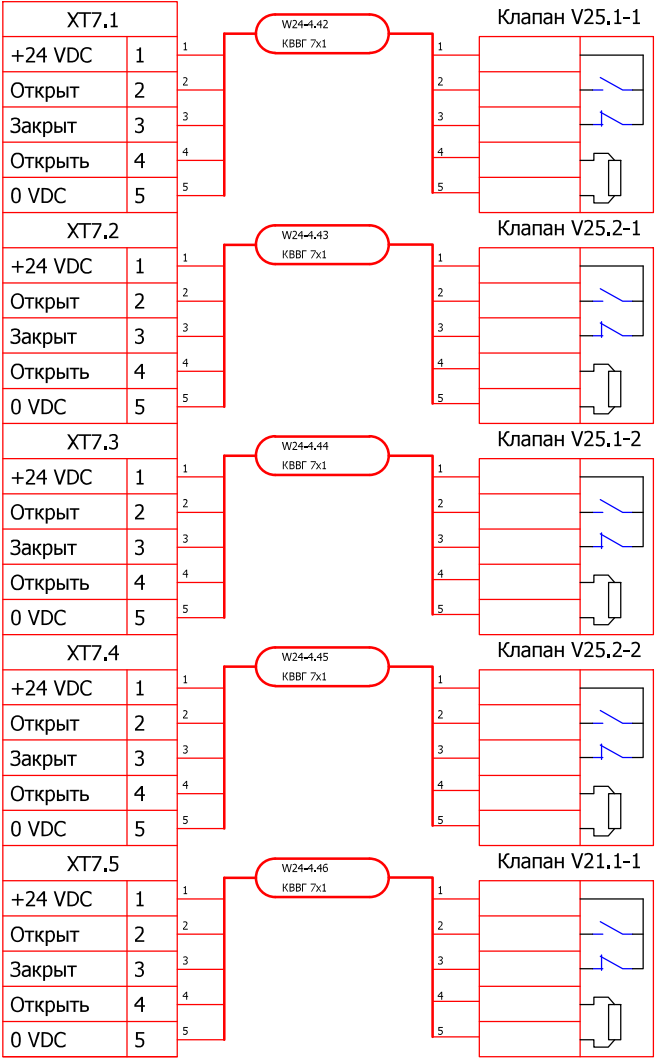 XT7.1
+24 VDC 1
Открыт 2
Закрыт 3
Открыть 4
0 VDC 5
1
2
3
4
5
W24-4.42
КВВГ 7x1
1
2
3
4
5
Клапан V25.1-1
XT7.2
+24 VDC 1
Открыт 2
Закрыт 3
Открыть 4
0 VDC 5
1
2
3
4
5
W24-4.43
КВВГ 7x1
1
2
3
4
5
Клапан V25.2-1
XT7.3
+24 VDC 1
Открыт 2
Закрыт 3
Открыть 4
0 VDC 5
1
2
3
4
5
W24-4.44
КВВГ 7x1
1
2
3
4
5
Клапан V25.1-2
XT7.4
+24 VDC 1
Открыт 2
Закрыт 3
Открыть 4
0 VDC 5
1
2
3
4
5
W24-4.45
КВВГ 7x1
1
2
3
4
5
Клапан V25.2-2
XT7.5
+24 VDC 1
Открыт 2
Закрыт 3
Открыть 4
0 VDC 5
1
2
3
4
5
W24-4.46
КВВГ 7x1
1
2
3
4
5
Клапан V21.1-1